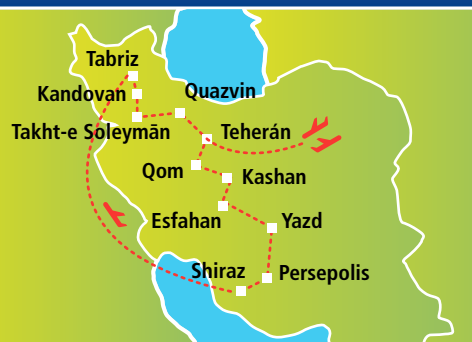 Tabriz
Kandovan
Quazvin
Takht-e Soleymān
Teherán
Qom
Kashan
Esfahan
Yazd
Shiraz
Persepolis